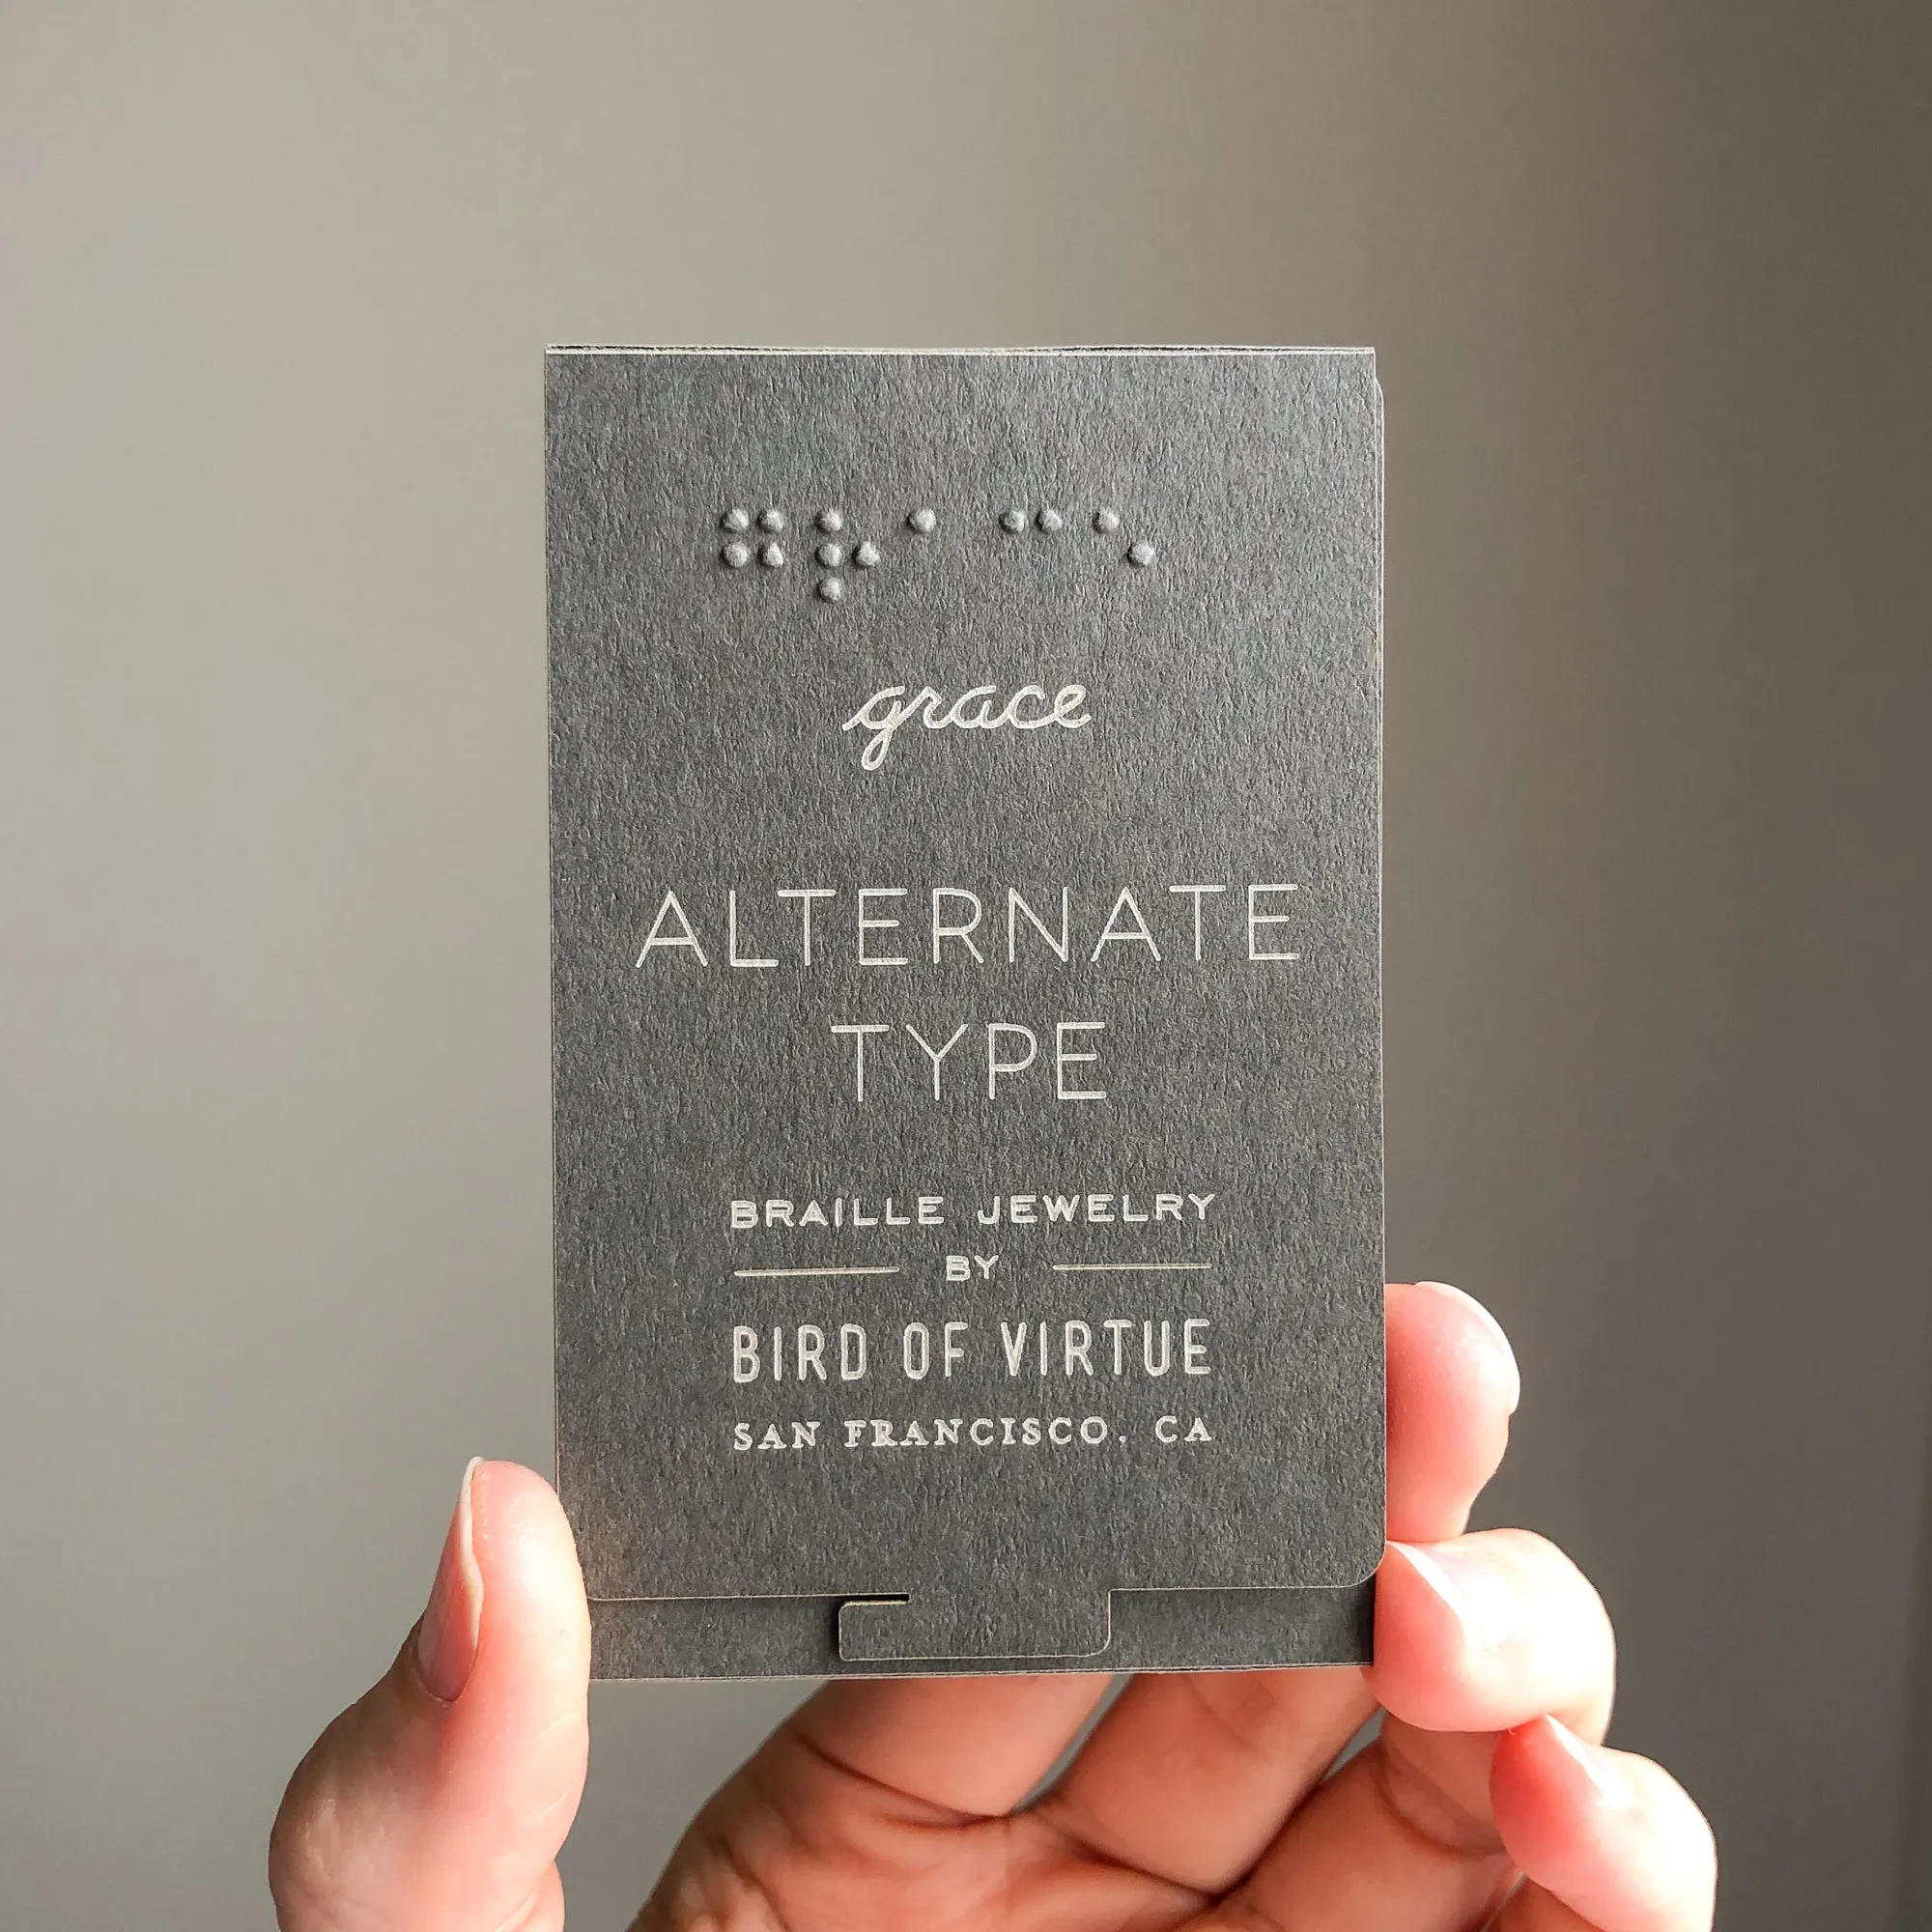 ⠛⠗⠁⠉⠑
grace
ALTERNATE
TYPE
BRAILLE JEWELRY
BY
BIRD OF VIRTUE
SAN FRANCISCO, CA